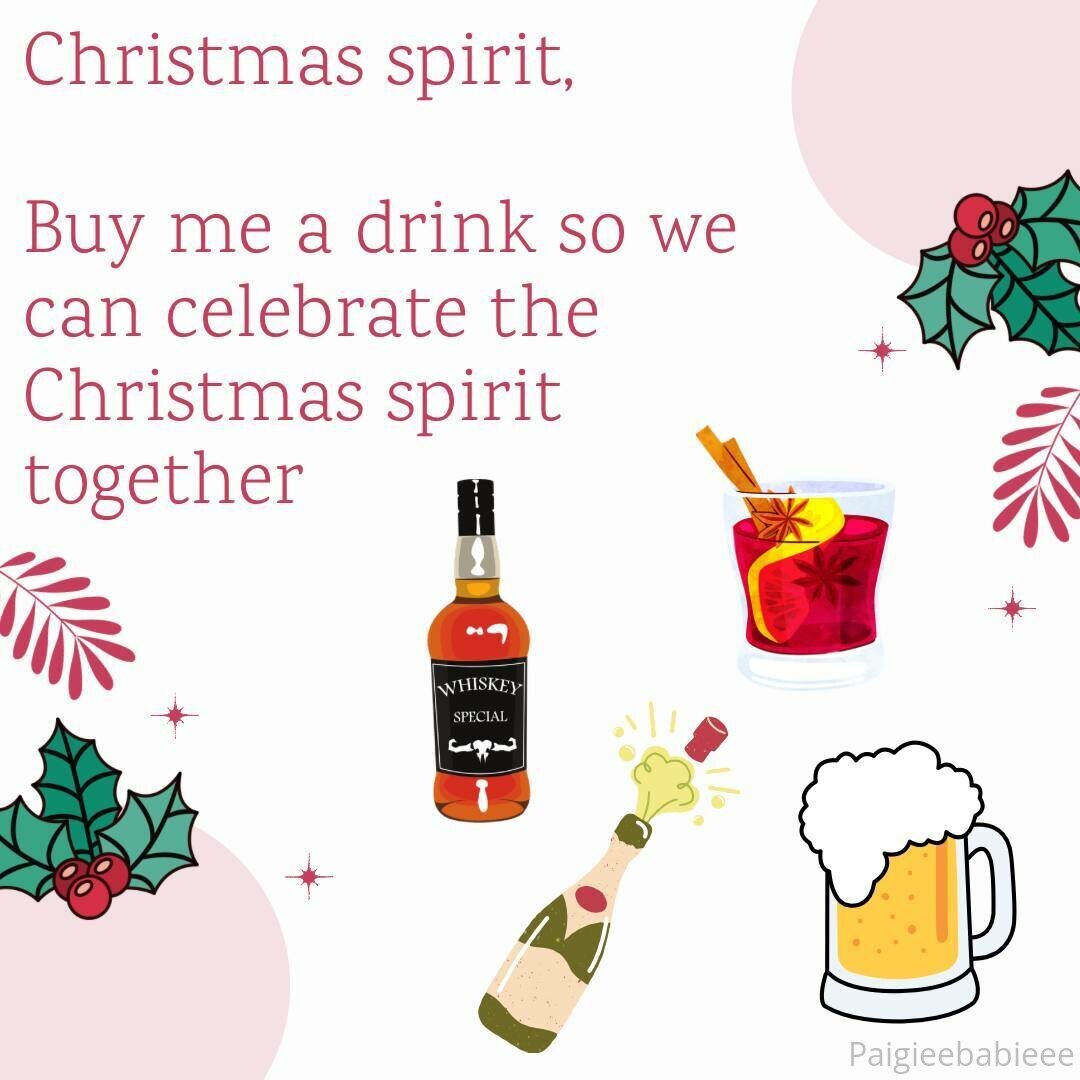 Christmas spirit,
Buy me a drink so we
can celebrate the
Christmas spirit
together
WHISKEY
SPECIAL
Paigieebabieee